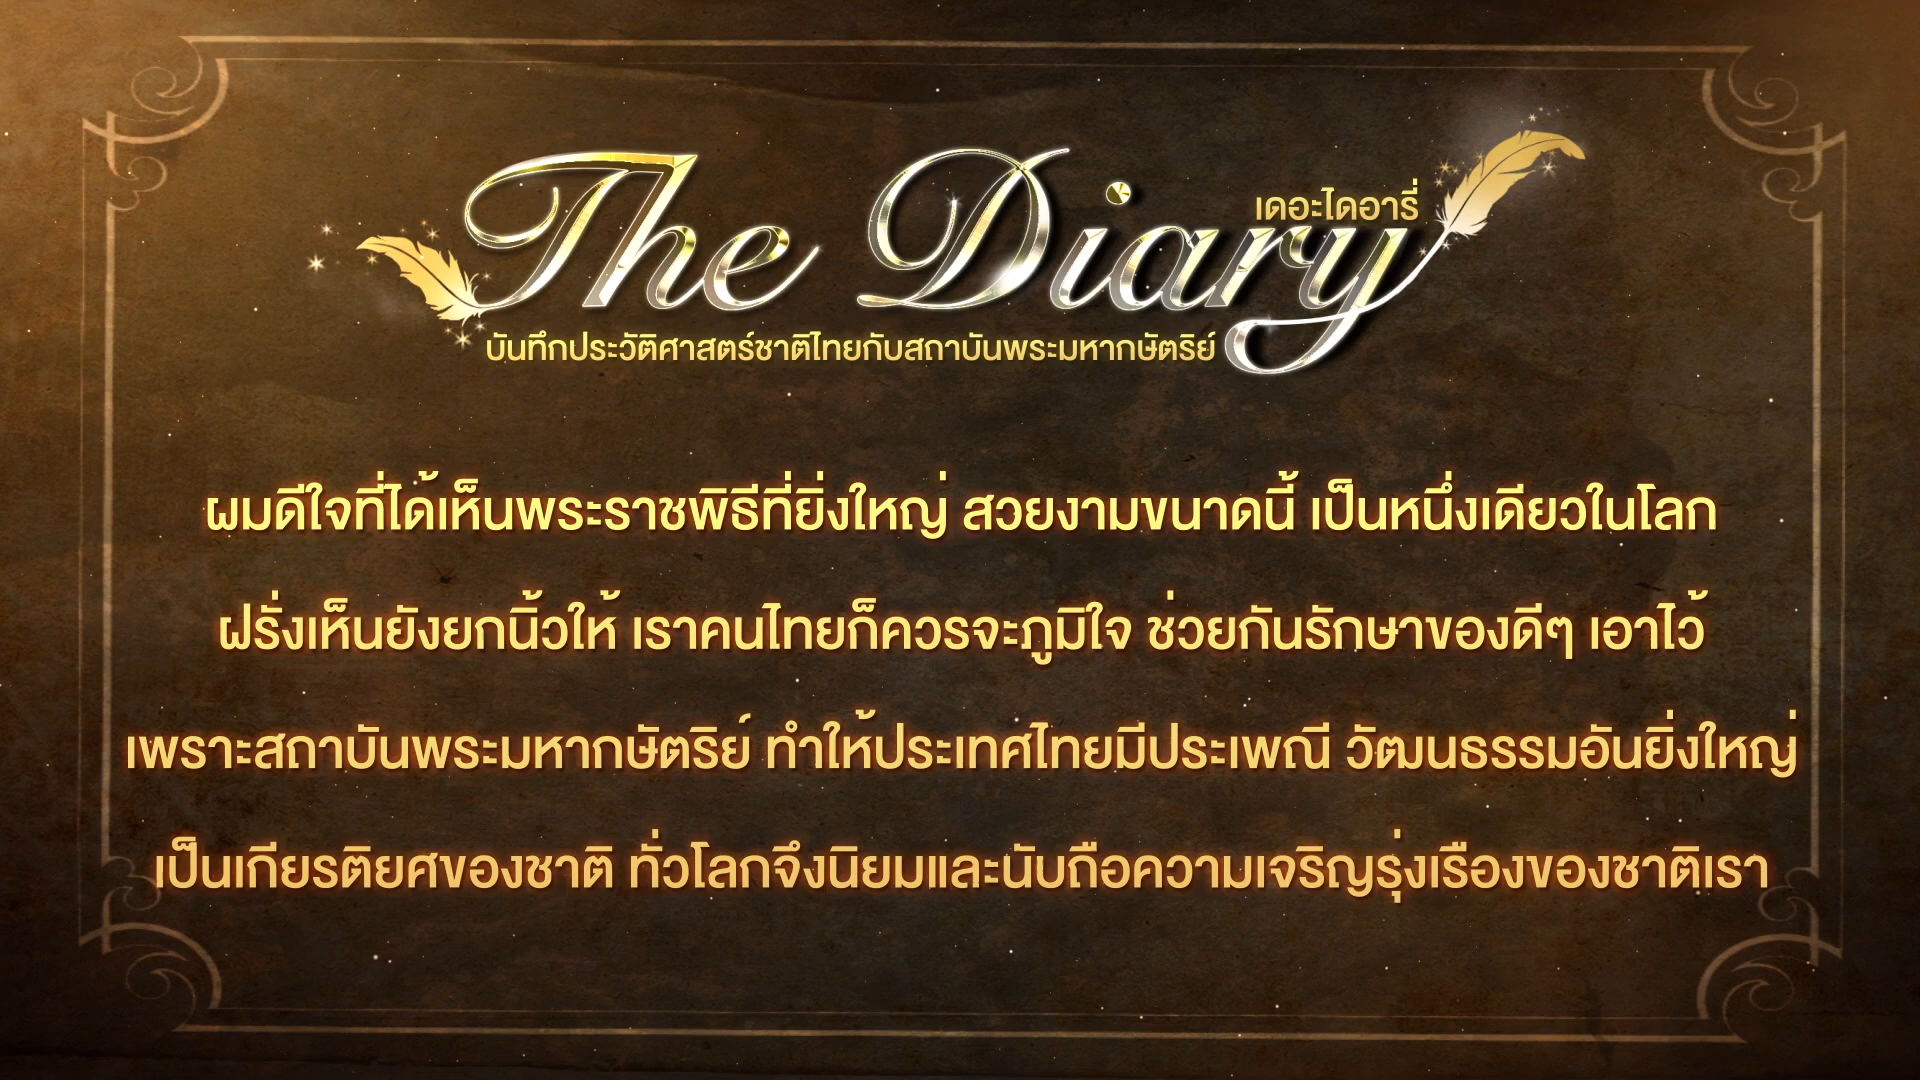 The Diary
เดอะไดอารี่
บันทึกประวัติศาสตร์ชาติไทยกับสถาบันพระมหากษัตริย์
ผมดีใจที่ได้เห็นพระราชพิธีที่ยิ่งใหญ่ สวยงามขนาดนี้ เป็นหนึ่งเดียวในโลก
ฝรั่งเห็นยังยกนิ้วให้ เราคนไทยก็ควรจะภูมิใจ ช่วยกันรักษาของดีๆ เอาไว้
เพราะสถาบันพระมหากษัตริย์ ทำให้ประเทศไทยมีประเพณี วัฒนธรรมอันยิ่งใหญ่
เป็นเกียรติยศของชาติ ทั่วโลกจึงนิยมและนับถือความเจริญรุ่งเรืองของชาติเรา